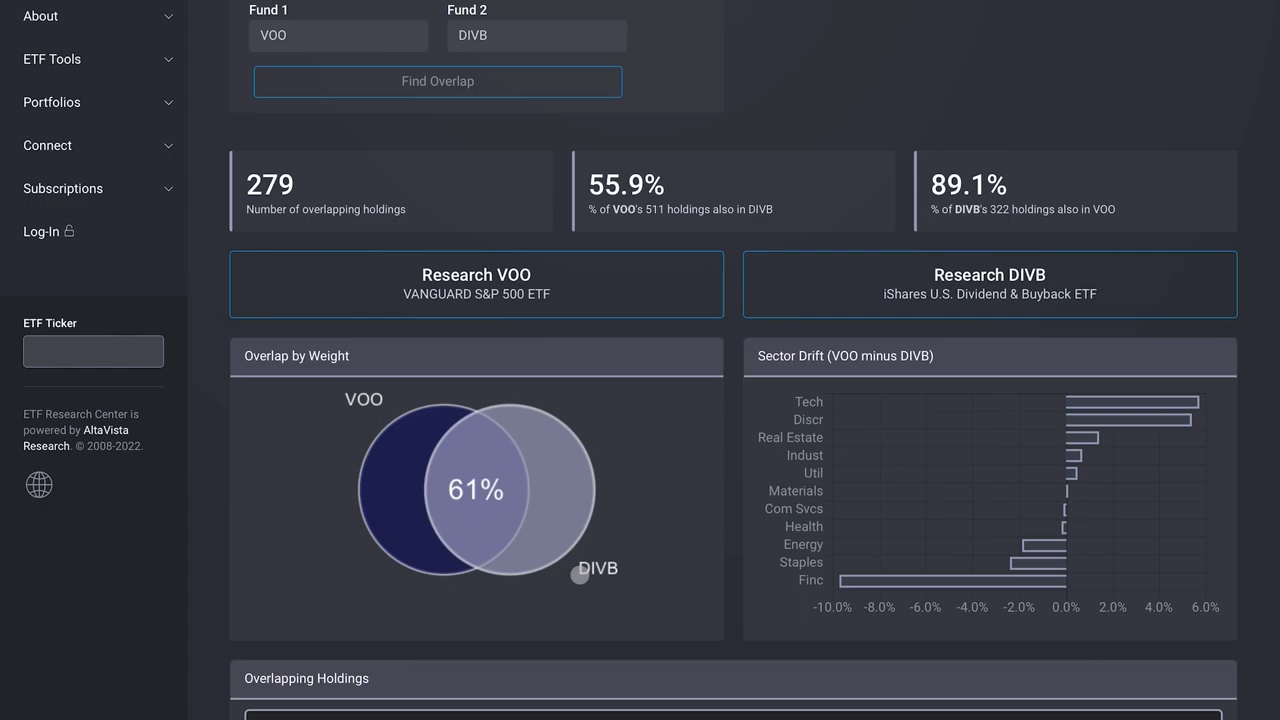 About
ETF Tools
Portfolios
Connect
Subscriptions
Log-In
ETF Ticker
ETF Research Center is
powered by AltaVista
Research. © 2008-2022.
Fund 1
Fund 2
VOO
DIVB
Find Overlap
279
Number of overlapping holdings
55.9%
% of VOO's 511 holdings also in DIVB
89.1%
% of DIVB's 322 holdings also in VOO
Research VOO
VANGUARD S&P 500 ETF
Research DIVB
iShares U.S. Dividend & Buyback ETF
Overlap by Weight
VOO
61%
DIVB
Sector Drift (VOO minus DIVB)
Tech
Discr
Real Estate
Indust
Util
Materials
Com Svcs
Health
Energy
Staples
Finc
-10.0% -8.0% -6.0% -4.0% -2.0% 0.0% 2.0% 4.0% 6.0%
Overlapping Holdings